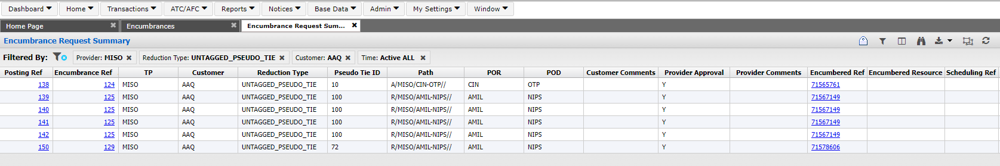 Dashboard Home Transactions ATC/AFC Reports Notices Base Data Admin My Settings Window
Home Page Encumbrances Encumbrance Request Sum...
Encumbrance Request Summary
Filtered By: Provider: MISO Reduction Type: UNTAGGED_PSEUDO_TIE Customer: AAQ Time: Active ALL
Posting Ref Encumbrance Ref TP Customer Reduction Type Pseudo Tie ID Path POR POD Customer Comments Provider Approval Provider Comments Encumbered Ref Encumbered Resource Scheduling Ref
138 124 MISO AAQ UNTAGGED_PSEUDO_TIE 10 A/MISO/CIN-OTP// CIN OTP Y 71565761
139 125 MISO AAQ UNTAGGED_PSEUDO_TIE 100 R/MISO/AMIL-NIPS// AMIL NIPS Y 71567149
140 125 MISO AAQ UNTAGGED_PSEUDO_TIE 100 R/MISO/AMIL-NIPS// AMIL NIPS Y 71567149
141 125 MISO AAQ UNTAGGED_PSEUDO_TIE 100 R/MISO/AMIL-NIPS// AMIL NIPS Y 71567149
142 125 MISO AAQ UNTAGGED_PSEUDO_TIE 100 R/MISO/AMIL-NIPS// AMIL NIPS Y 71567149
150 129 MISO AAQ UNTAGGED_PSEUDO_TIE 72 R/MISO/AMIL-NIPS// AMIL NIPS Y 71578606